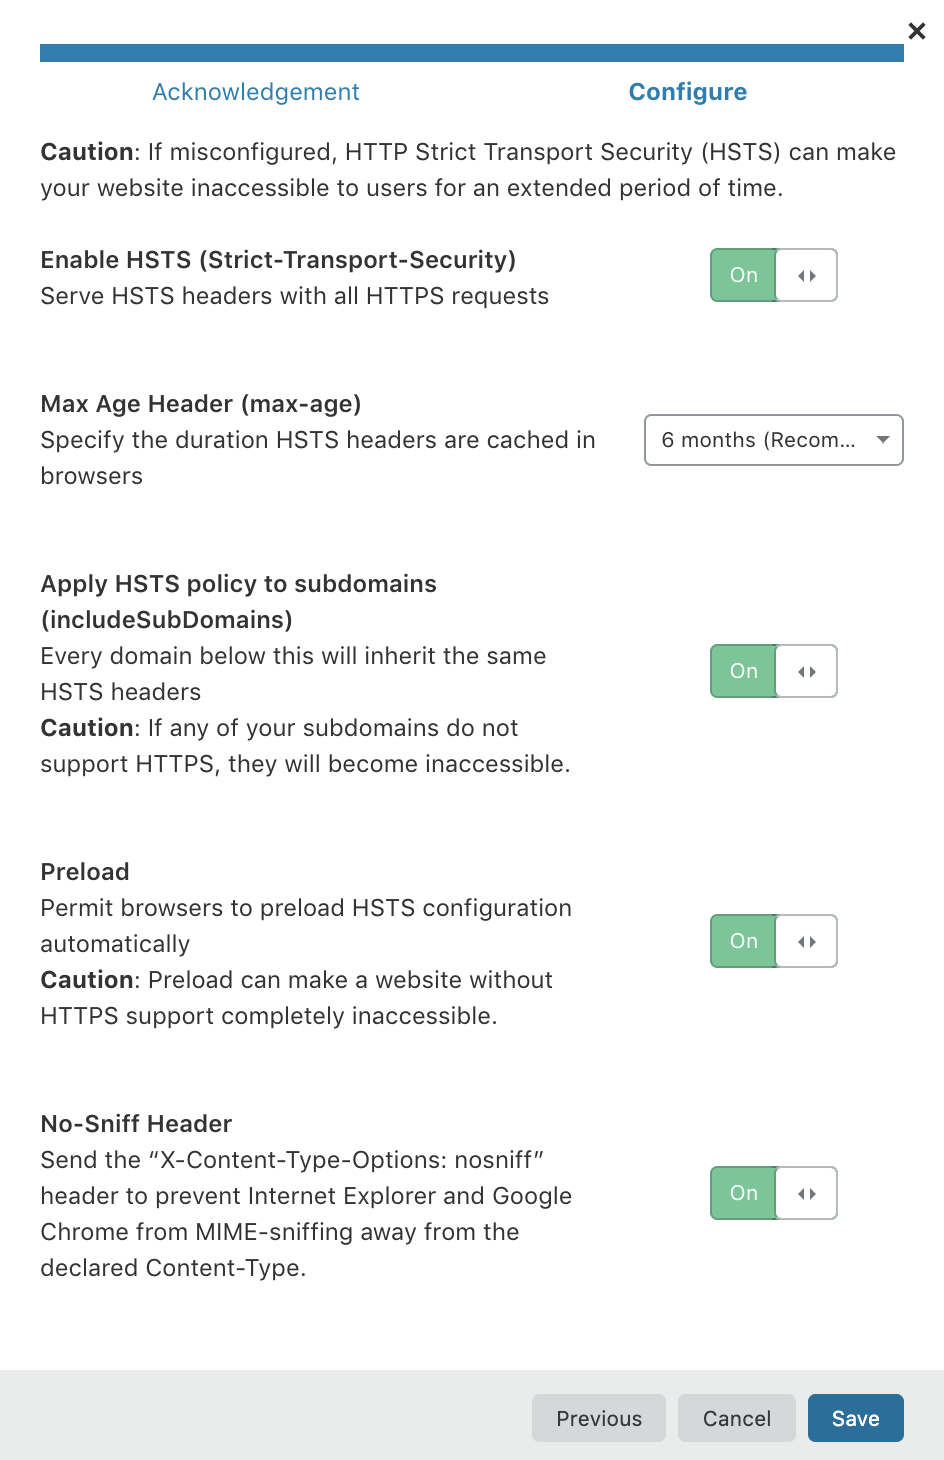 Acknowledgement
Configure
Caution: If misconfigured, HTTP Strict Transport Security (HSTS) can make
your website inaccessible to users for an extended period of time.
Enable HSTS (Strict-Transport-Security)
Serve HSTS headers with all HTTPS requests
On
Max Age Header (max-age)
Specify the duration HSTS headers are cached in
browsers
6 months (Recom...
Apply HSTS policy to subdomains
(includeSubDomains)
Every domain below this will inherit the same
HSTS headers
Caution: If any of your subdomains do not
support HTTPS, they will become inaccessible.
On
Preload
Permit browsers to preload HSTS configuration
automatically
Caution: Preload can make a website without
HTTPS support completely inaccessible.
On
No-Sniff Header
Send the “X-Content-Type-Options: nosniff”
header to prevent Internet Explorer and Google
Chrome from MIME-sniffing away from the
declared Content-Type.
On
Previous
Cancel
Save